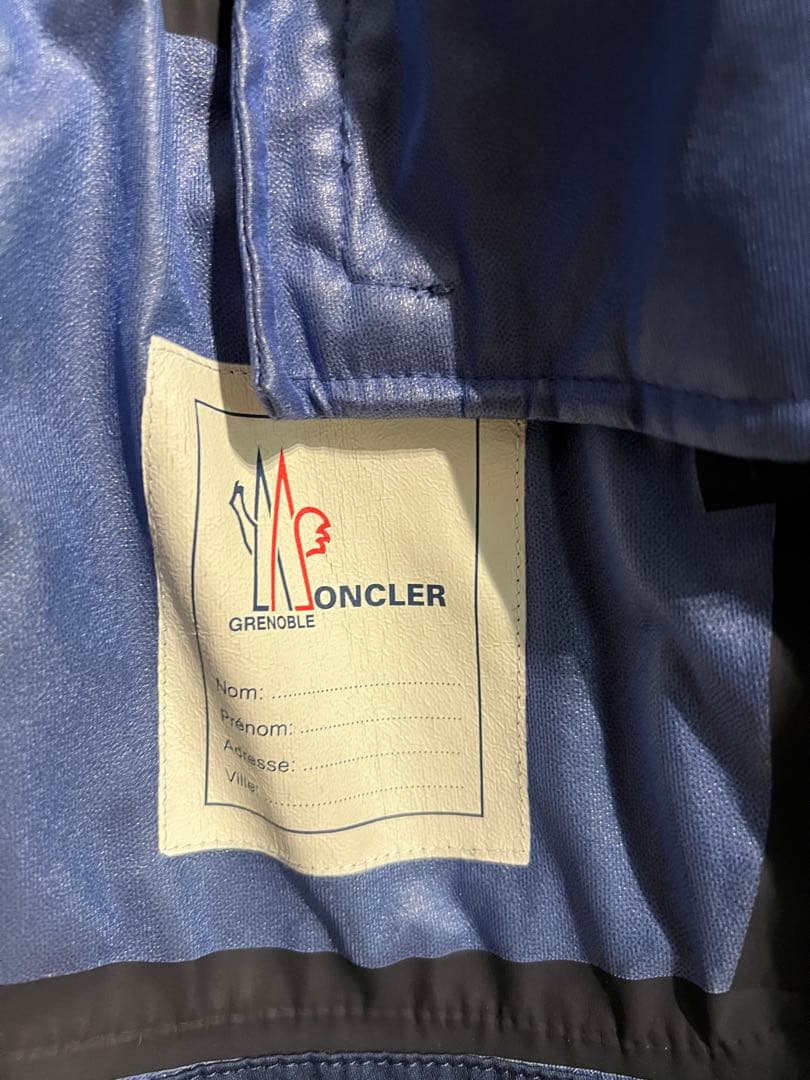 MONCLER
GRENOBLE
Nom: ........................
Prénom: ........................
Adresse: ........................
Ville: ........................